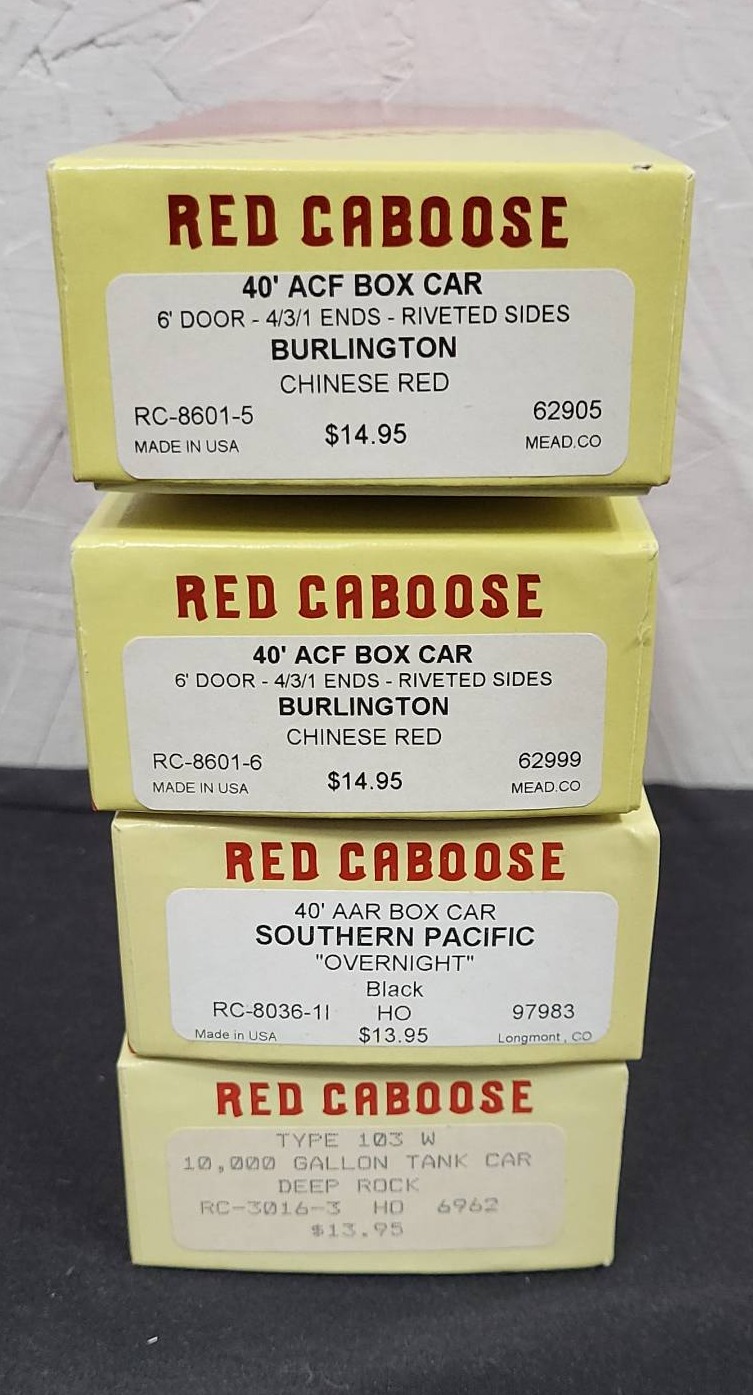 RED CABOOSE
40' ACF BOX CAR
6' DOOR - 4/3/1 ENDS - RIVETED SIDES
BURLINGTON
CHINESE RED
RC-8601-5 $14.95 62905
MADE IN USA MEAD.CO
RED CABOOSE
40' ACF BOX CAR
6' DOOR - 4/3/1 ENDS - RIVETED SIDES
BURLINGTON
CHINESE RED
RC-8601-6 $14.95 62999
MADE IN USA MEAD.CO
RED CABOOSE
40' AAR BOX CAR
SOUTHERN PACIFIC
"OVERNIGHT"
Black
RC-8036-1I HO 97983
Made in USA $13.95 Longmont, CO
RED CABOOSE
TYPE 103 W
10,000 GALLON TANK CAR
DEEP ROCK
RC-3016-3 HO 6962
$13.95